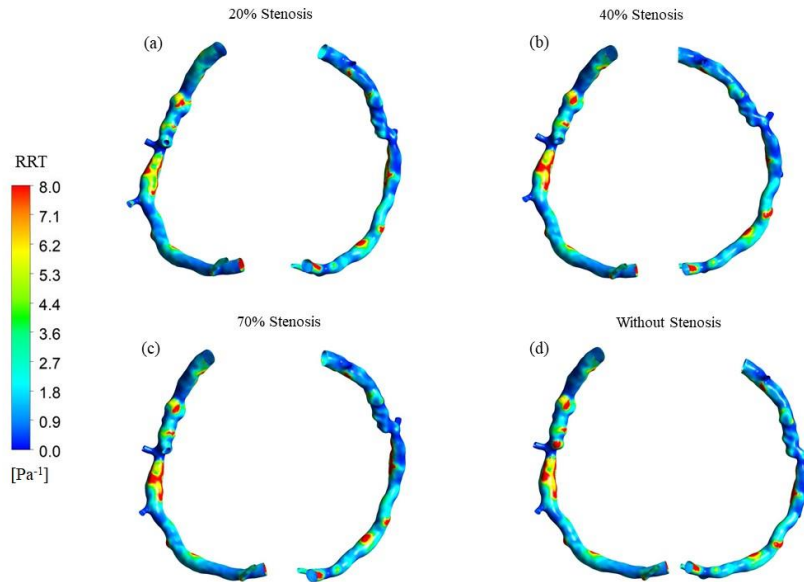 20% Stenosis
40% Stenosis
(a)
(b)
RRT
8.0
7.1
6.2
5.3
4.4
3.6
2.7
1.8
0.9
0.0
[Pa⁻¹]
70% Stenosis
Without Stenosis
(c)
(d)